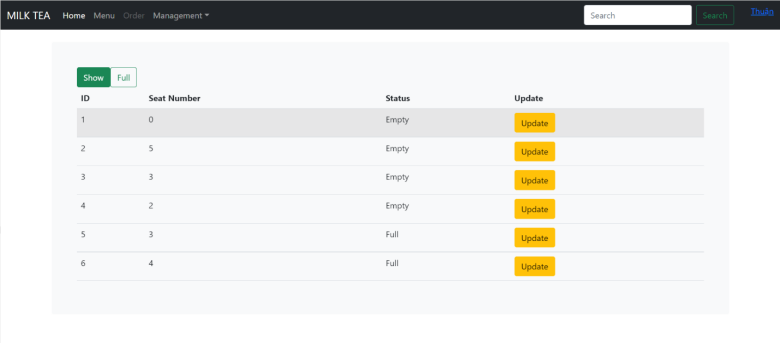 MILK TEA Home Menu Order Management Search Search Thuận
Show Full
ID Seat Number Status Update
1 0 Empty Update
2 5 Empty Update
3 3 Empty Update
4 2 Empty Update
5 3 Full Update
6 4 Full Update